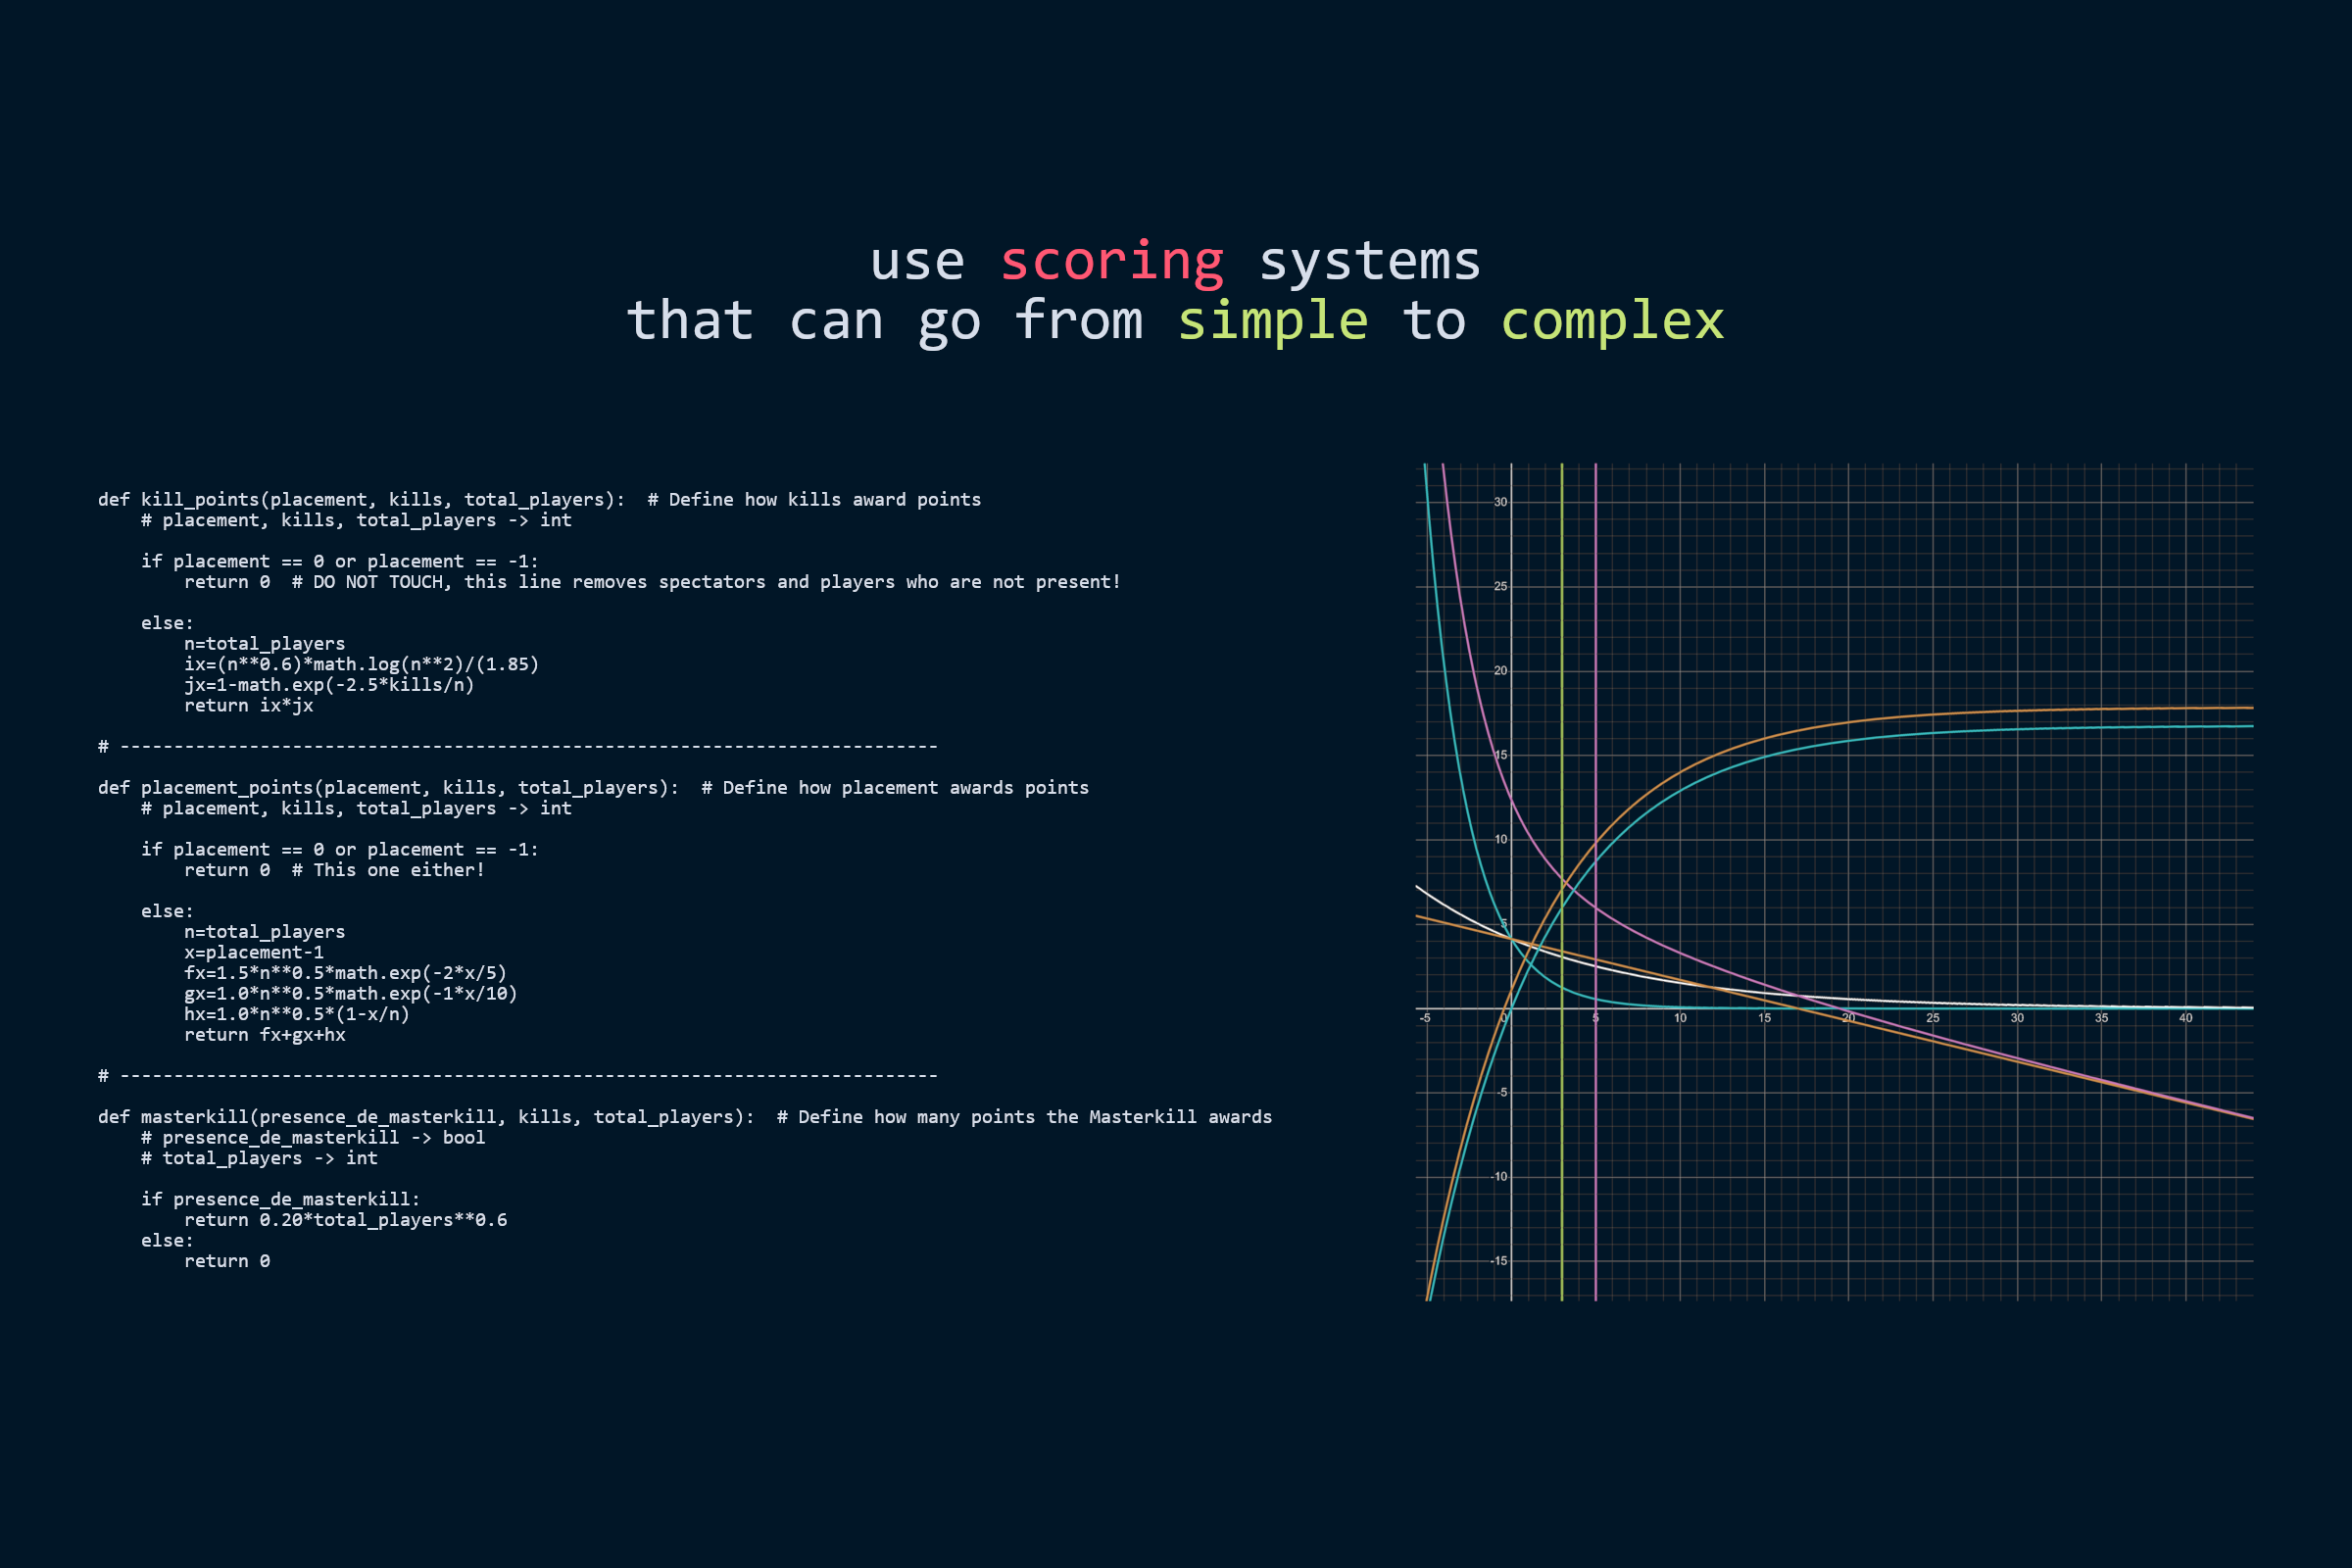 use scoring systems
that can go from simple to complex
def kill_points(placement, kills, total_players):  # Define how kills award points
    # placement, kills, total_players -> int
    if placement == 0 or placement == -1:
        return 0  # DO NOT TOUCH, this line removes spectators and players who are not present!
    else:
        n=total_players
        ix=(n**0.6)*math.log(n**2)/(1.85)
        jx=1-math.exp(-2.5*kills/n)
        return ix*jx
# ----------------------------------------------------------------------------
def placement_points(placement, kills, total_players):  # Define how placement awards points
    # placement, kills, total_players -> int
    if placement == 0 or placement == -1:
        return 0  # This one either!
    else:
        n=total_players
        x=placement-1
        fx=1.5*n**0.5*math.exp(-2*x/5)
        gx=1.0*n**0.5*math.exp(-1*x/10)
        hx=1.0*n**0.5*(1-x/n)
        return fx+gx+hx
# ----------------------------------------------------------------------------
def masterkill(presence_de_masterkill, kills, total_players):  # Define how many points the Masterkill awards
    # presence_de_masterkill -> bool
    # total_players -> int
    if presence_de_masterkill:
        return 0.20*total_players**0.6
    else:
        return 0
30
25
20
15
10
5
-5 0 5 10 15 20 25 30 35 40
-5
-10
-15